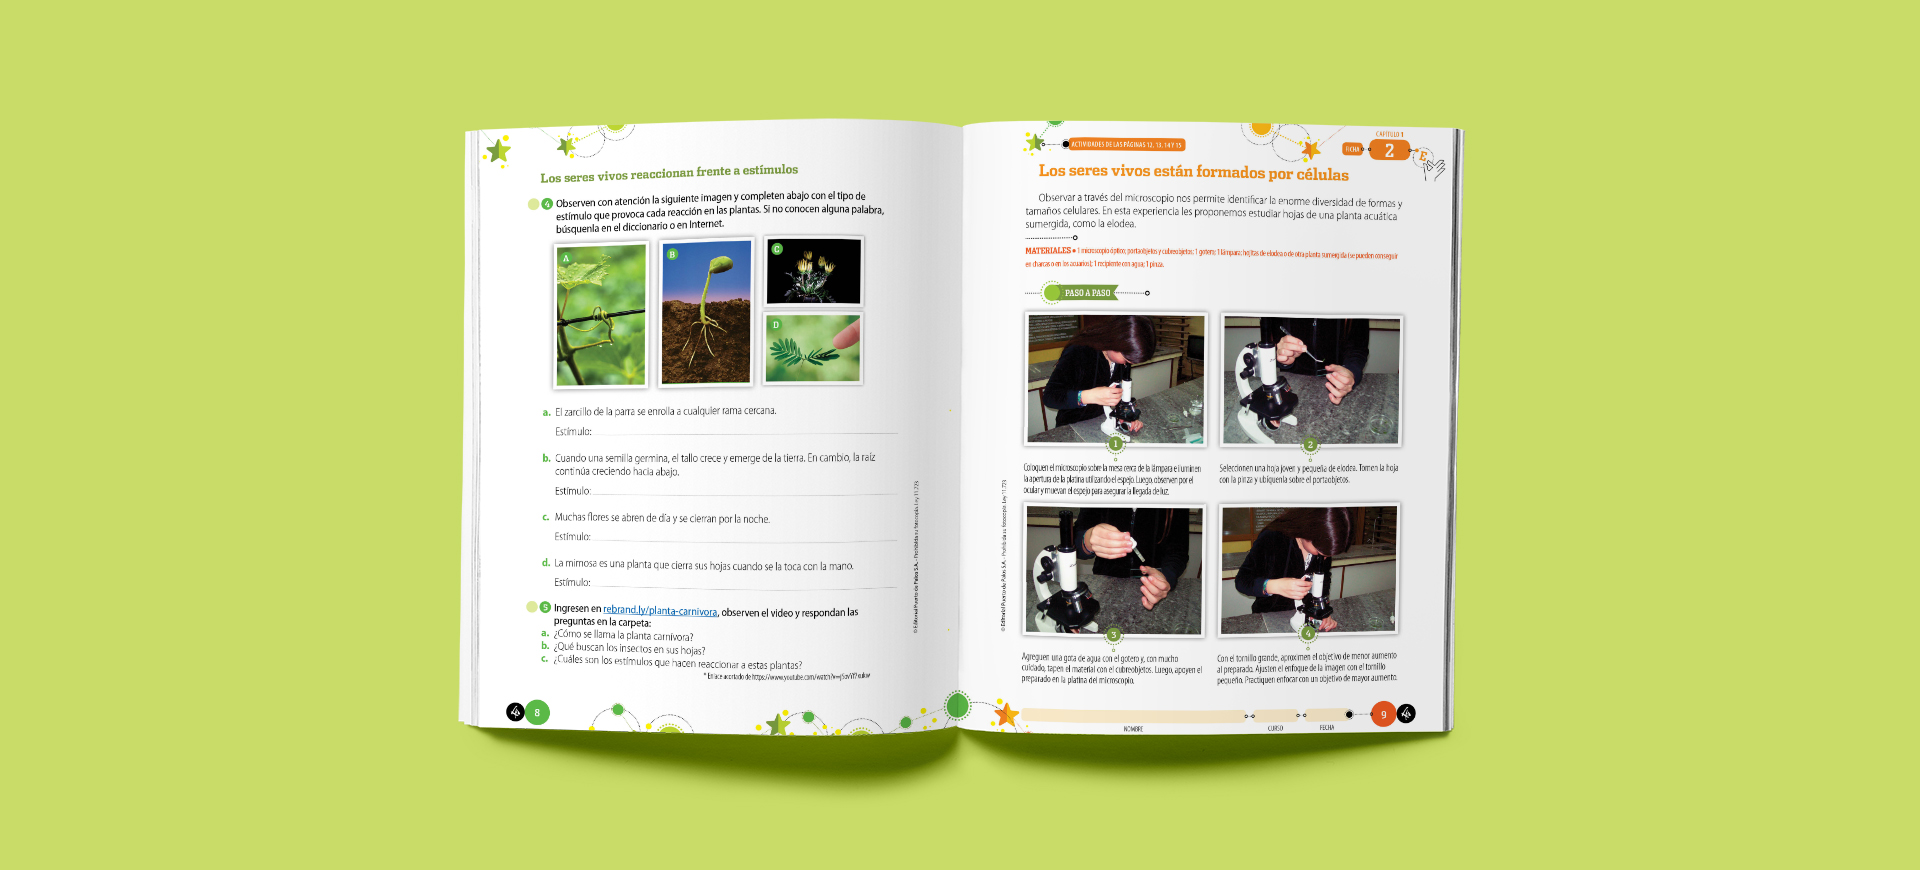 Los seres vivos reaccionan frente a estímulos
4 Observen con atención la siguiente imagen y completen abajo con el tipo de
estímulo que provoca cada reacción en las plantas. Si no conocen alguna palabra,
búsquenla en el diccionario o en Internet.
A
B
C
D
a. El zarcillo de la parra se enrolla a cualquier rama cercana.
Estímulo:
b. Cuando una semilla germina, el tallo crece y emerge de la tierra. En cambio, la raíz
continúa creciendo hacia abajo.
Estímulo:
c. Muchas flores se abren de día y se cierran por la noche.
Estímulo:
d. La mimosa es una planta que cierra sus hojas cuando se la toca con la mano.
Estímulo:
5 Ingresen en rebrand.ly/planta-carnivora, observen el video y respondan las
preguntas en la carpeta:
a. ¿Cómo se llama la planta carnívora?
b. ¿Qué buscan los insectos en sus hojas?
c. ¿Cuáles son los estímulos que hacen reaccionar a estas plantas?
* Enlace acortado de
© Editorial Puerto de Palos S.A. - Prohibida su fotocopia. Ley 11.723
8
ACTIVIDADES DE LAS PÁGINAS 12, 13, 14 Y 15
CAPÍTULO 1
FICHA 2
E
Los seres vivos están formados por células
Observar a través del microscopio nos permite identificar la enorme diversidad de formas y
tamaños celulares. En esta experiencia les proponemos estudiar hojas de una planta acuática
sumergida, como la elodea.
MATERIALES • 1 microscopio óptico; portaobjetos y cubreobjetos; 1 gotero; 1 lámpara; hojitas de elodea o de otra planta sumergida (se pueden conseguir
en charcas o en los acuarios); 1 recipiente con agua; 1 pinza.
PASO A PASO
1
2
Coloquen el microscopio sobre la mesa cerca de la lámpara e iluminen
la apertura de la platina utilizando el espejo. Luego, observen por el
ocular y muevan el espejo para asegurar la llegada de luz.
Seleccionen una hoja joven y pequeña de elodea. Tomen la hoja
con la pinza y ubíquenla sobre el portaobjetos.
3
4
Agreguen una gota de agua con el gotero y, con mucho
cuidado, tapen el material con el cubreobjetos. Luego, apoyen el
preparado en la platina del microscopio.
Con el tornillo grande, aproximen el objetivo de menor aumento
al preparado. Ajusten el enfoque de la imagen con el tornillo
pequeño. Practiquen enfocar con un objetivo de mayor aumento.
© Editorial Puerto de Palos S.A. - Prohibida su fotocopia. Ley 11.723
NOMBRE
CURSO
FECHA
9